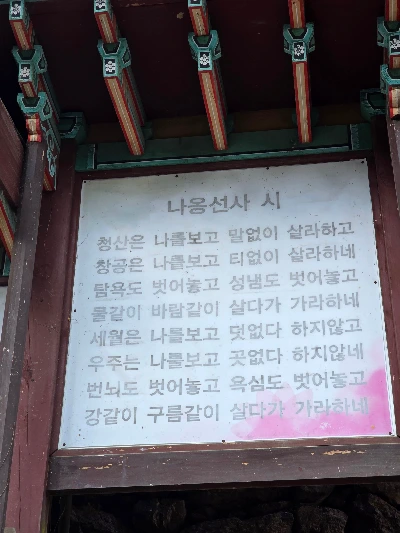 나옹선사 시
청산은 나를보고 말없이 살라하고
창공은 나를보고 티없이 살라하네
탐욕도 벗어놓고 성냄도 벗어놓고
물같이 바람같이 살다가 가라하네
세월은 나를보고 덧없다 하지않고
우주는 나를보고 곳없다 하지않네
번뇌도 벗어놓고 욕심도 벗어놓고
강같이 구름같이 살다가 가라하네